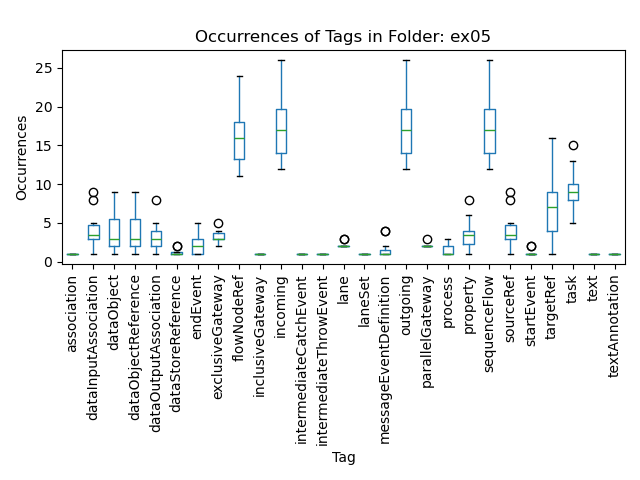 Occurrences of Tags in Folder: ex05
Occurrences
25
20
15
10
5
0
association
dataInputAssociation
dataObject
dataObjectReference
dataOutputAssociation
dataStoreReference
endEvent
exclusiveGateway
flowNodeRef
inclusiveGateway
incoming
intermediateCatchEvent
intermediateThrowEvent
lane
laneSet
messageEventDefinition
outgoing
parallelGateway
process
property
sequenceFlow
sourceRef
startEvent
targetRef
task
text
textAnnotation
Tag